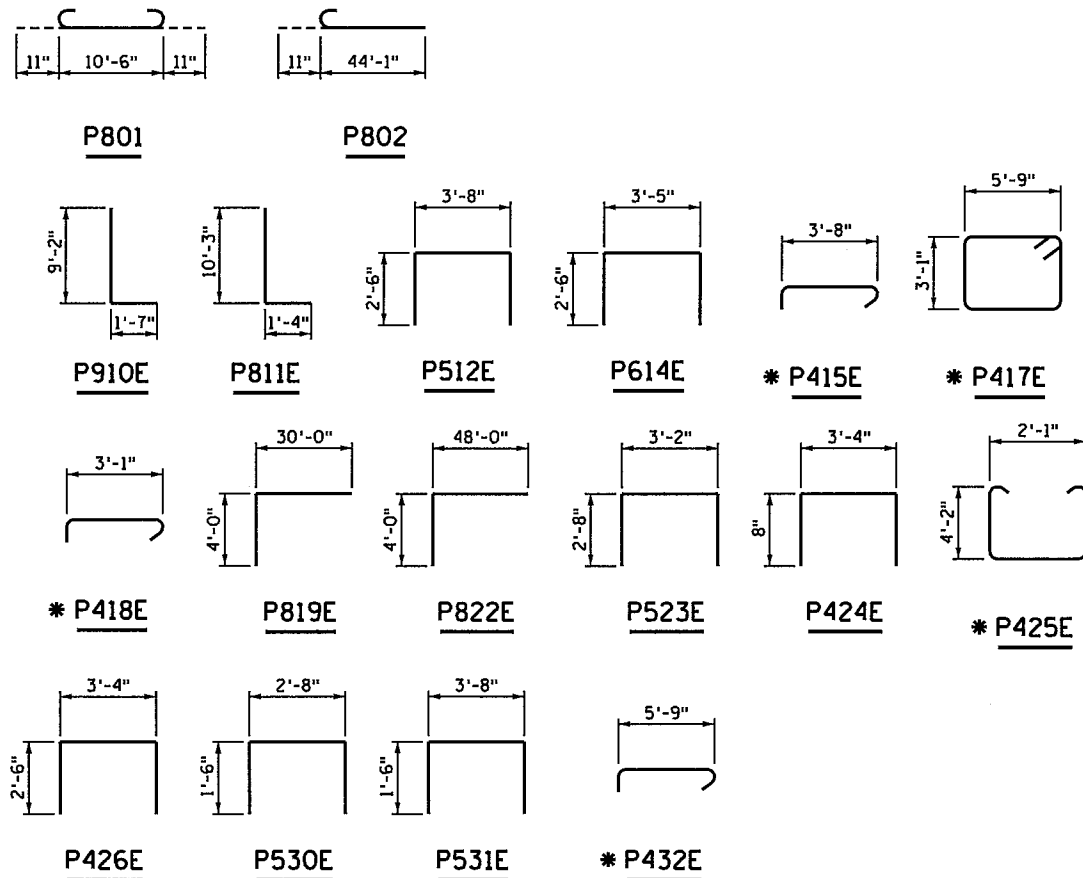 11" 10'-6" 11"
11" 44'-1"
P801 P802
3'-8" 3'-5" 5'-9"
9'-2" 10'-3" 2'-6" 2'-6" 3'-8" 3'-1"
1'-7" 1'-4"
P910E P811E P512E P614E * P415E * P417E
3'-1" 30'-0" 48'-0" 3'-2" 3'-4" 2'-1"
4'-0" 4'-0" 2'-8" 8" 4'-2"
* P418E P819E P822E P523E P424E * P425E
3'-4" 2'-8" 3'-8" 5'-9"
2'-6" 1'-6" 1'-6"
P426E P530E P531E * P432E